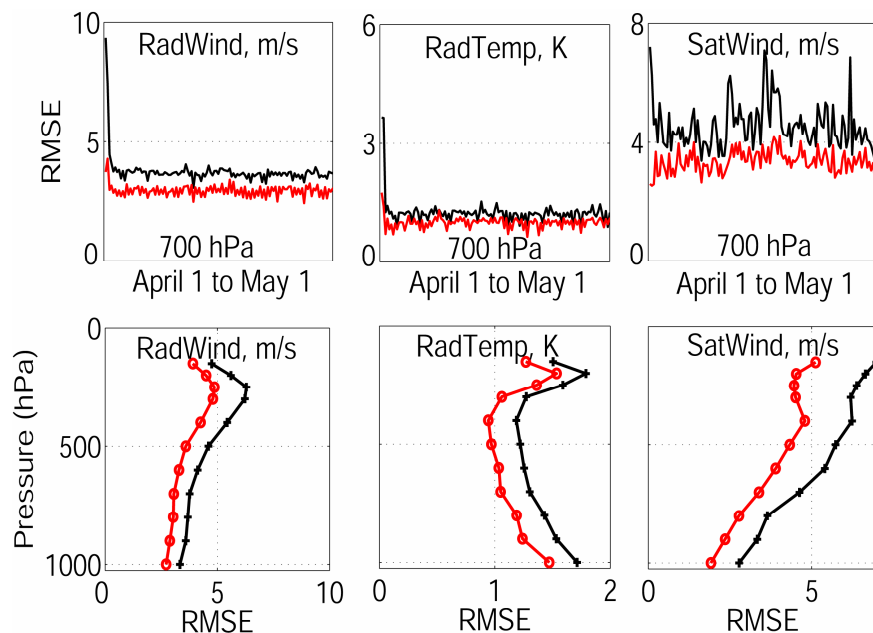 10
RadWind, m/s
5
RMSE
0
700 hPa
April 1 to May 1
6
RadTemp, K
3
0
700 hPa
April 1 to May 1
8
SatWind, m/s
4
0
700 hPa
April 1 to May 1
0
RadWind, m/s
Pressure (hPa)
500
1000
0
5
10
RMSE
RadTemp, K
0
1
2
RMSE
SatWind, m/s
0
5
RMSE